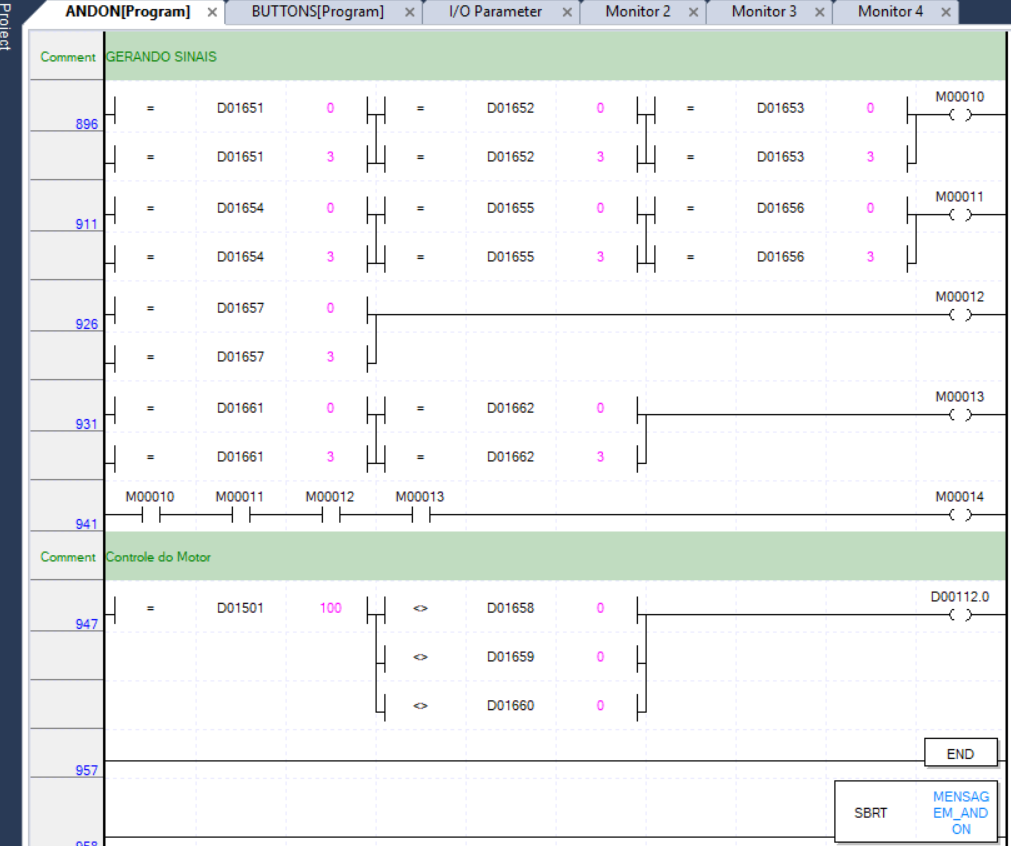 Project
ANDON[Program] × BUTTONS[Program] × I/O Parameter × Monitor 2 × Monitor 3 × Monitor 4 ×
Comment GERANDO SINAIS
M00010
= D01651 0 = D01652 0 = D01653 0
896
= D01651 3 = D01652 3 = D01653 3
M00011
= D01654 0 = D01655 0 = D01656 0
911
= D01654 3 = D01655 3 = D01656 3
M00012
= D01657 0
926
= D01657 3
M00013
= D01661 0 = D01662 0
931
= D01661 3 = D01662 3
M00010 M00011 M00012 M00013 M00014
941
Comment Controle do Motor
D00112.0
= D01501 100 <> D01658 0
947
<> D01659 0
<> D01660 0
END
957
MENSAG
SBRT EM_AND
ON
958